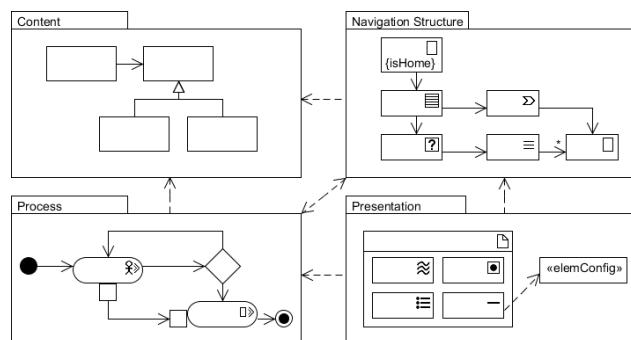 Content
Navigation Structure
{isHome}
?
*
Process
Presentation
«elemConfig»